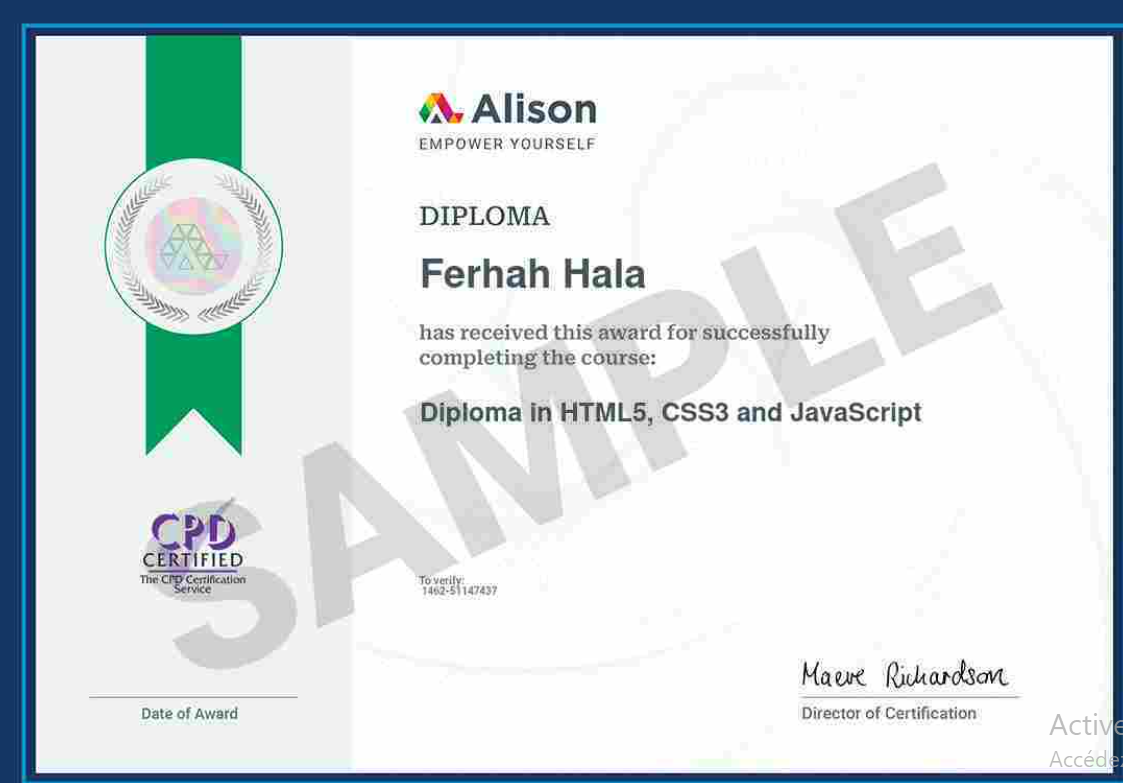 Alison
EMPOWER YOURSELF
DIPLOMA
Ferhah Hala
has received this award for successfully
completing the course:
Diploma in HTML5, CSS3 and JavaScript
SAMPLE
CPD
CERTIFIED
The CPD Certification
Service
To verify:
1462-51147437
Maeve Richardson
Date of Award
Director of Certification
Active
Accédez